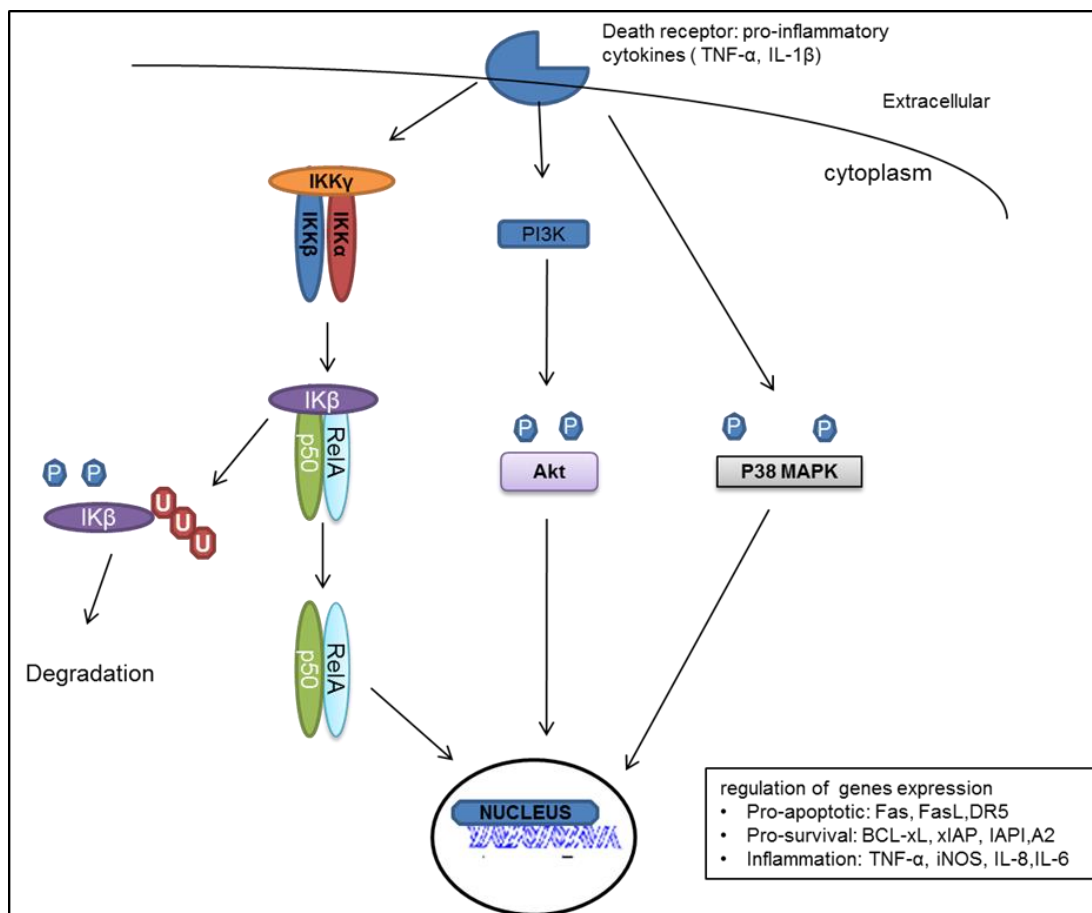 Death receptor: pro-inflammatory
cytokines ( TNF-α, IL-1β)
Extracellular
cytoplasm
IKKγ
IKKβ
IKKα
PI3K
IKβ
p50
RelA
P
P
Akt
P
P
P38 MAPK
P
P
IKβ
U
U
U
Degradation
p50
RelA
NUCLEUS
regulation of genes expression
• Pro-apoptotic: Fas, FasL,DR5
• Pro-survival: BCL-xL, xIAP, IAPI,A2
• Inflammation: TNF-α, iNOS, IL-8,IL-6